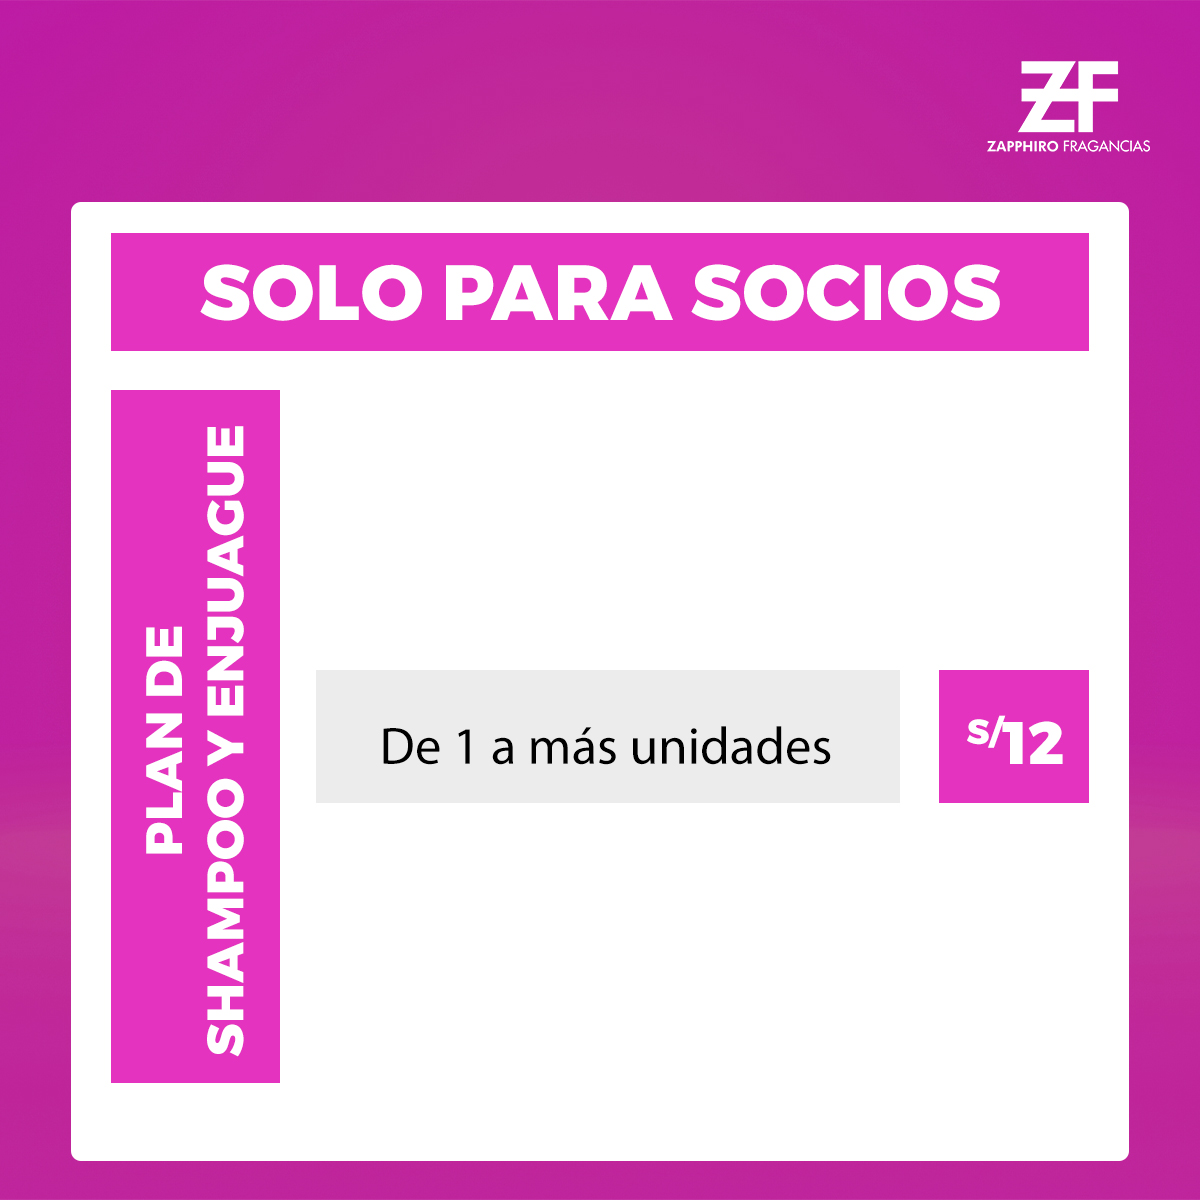 ZF
ZAPPHIRO FRAGANCIAS
SOLO PARA SOCIOS
PLAN DE
SHAMPOO Y ENJUAGUE
De 1 a más unidades
S/12